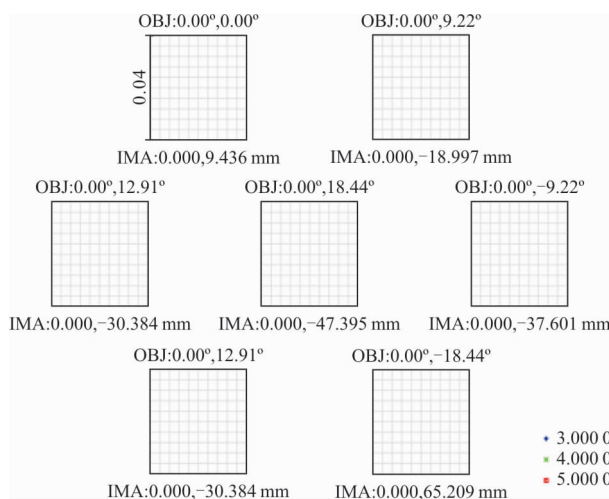 OBJ:0.00º,0.00º
OBJ:0.00º,9.22º
0.04
IMA:0.000,9.436 mm
IMA:0.000,−18.997 mm
OBJ:0.00º,12.91º
OBJ:0.00º,18.44º
OBJ:0.00º,−9.22º
IMA:0.000,−30.384 mm
IMA:0.000,−47.395 mm
IMA:0.000,−37.601 mm
OBJ:0.00º,12.91º
OBJ:0.00º,−18.44º
IMA:0.000,−30.384 mm
IMA:0.000,65.209 mm
3.000 0
4.000 0
5.000 0